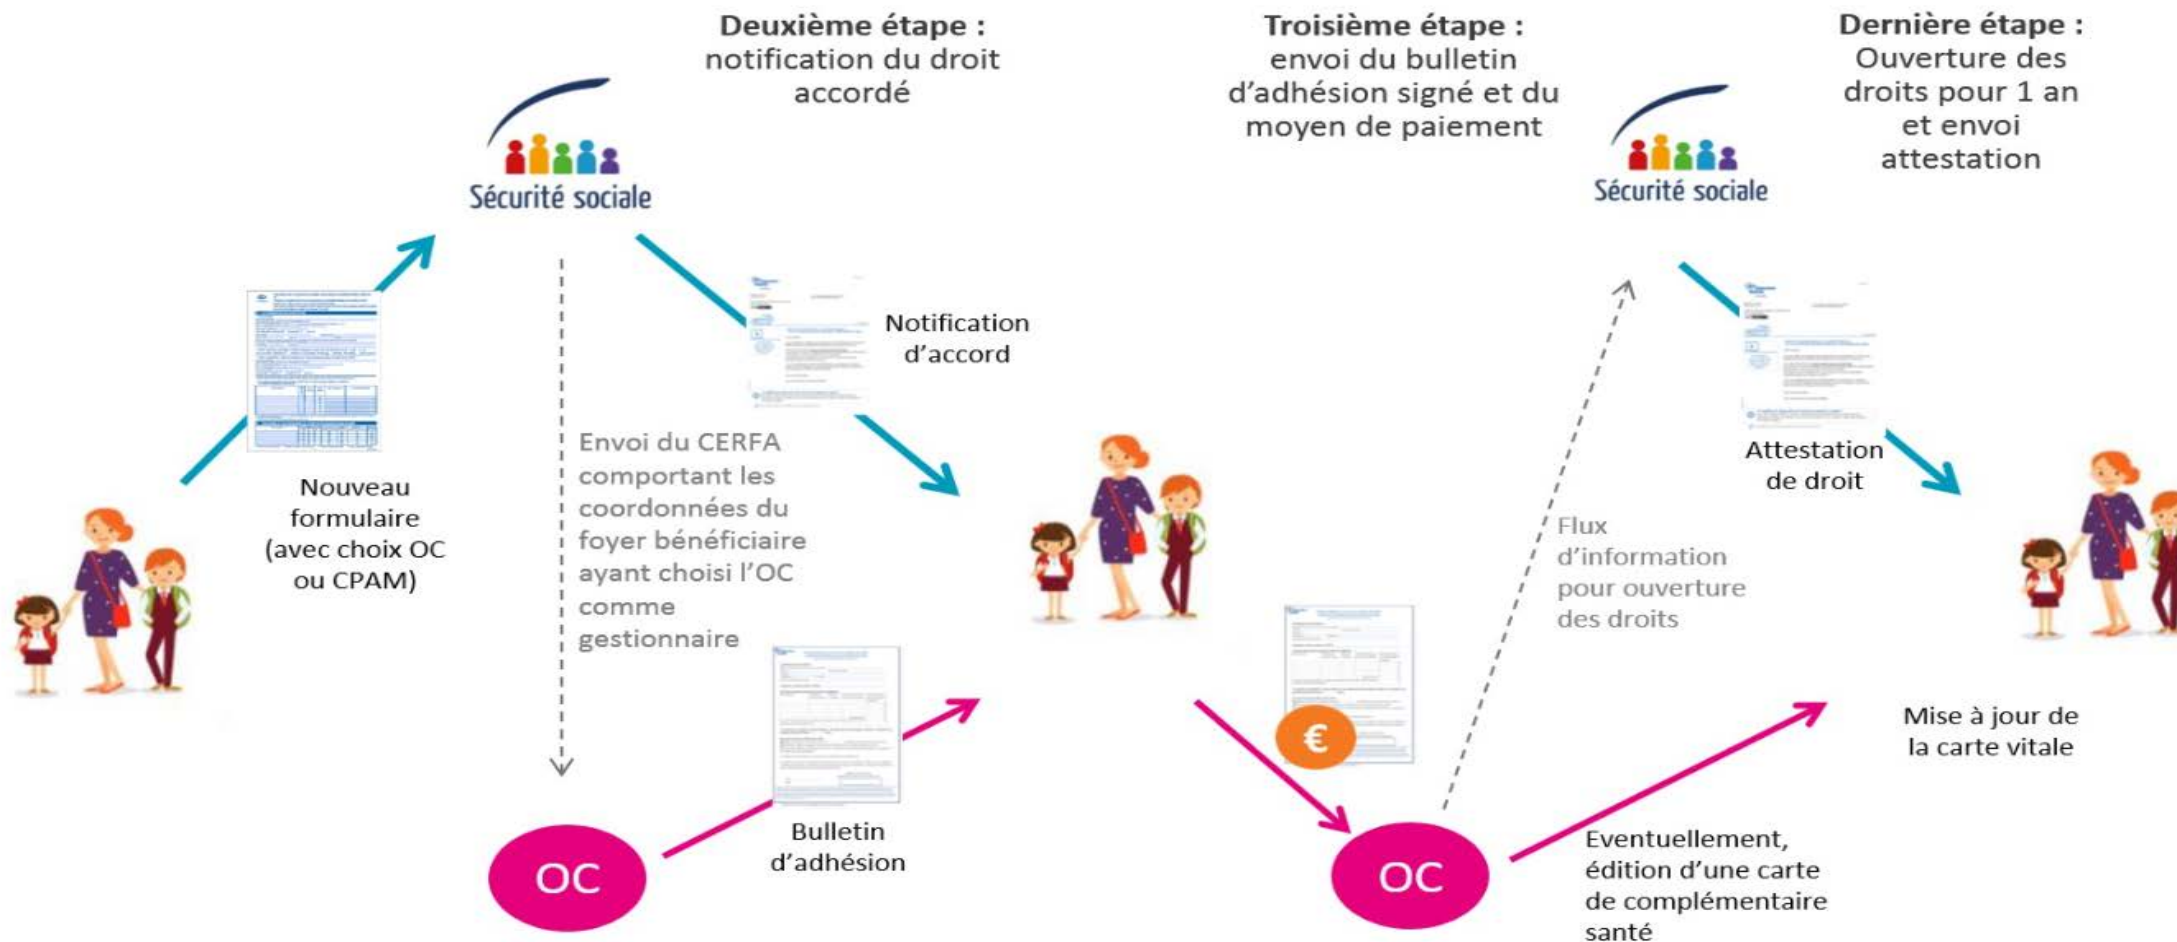 Deuxième étape :
notification du droit
accordé
Troisième étape :
envoi du bulletin
d’adhésion signé et du
moyen de paiement
Dernière étape :
Ouverture des
droits pour 1 an
et envoi
attestation
Sécurité sociale
Sécurité sociale
Nouveau
formulaire
(avec choix OC
ou CPAM)
Notification
d’accord
Envoi du CERFA
comportant les
coordonnées du
foyer bénéficiaire
ayant choisi l’OC
comme
gestionnaire
Bulletin
d’adhésion
OC
€
Flux
d’information
pour ouverture
des droits
Attestation
de droit
OC
Mise à jour de
la carte vitale
Eventuellement,
édition d’une carte
de complémentaire
santé